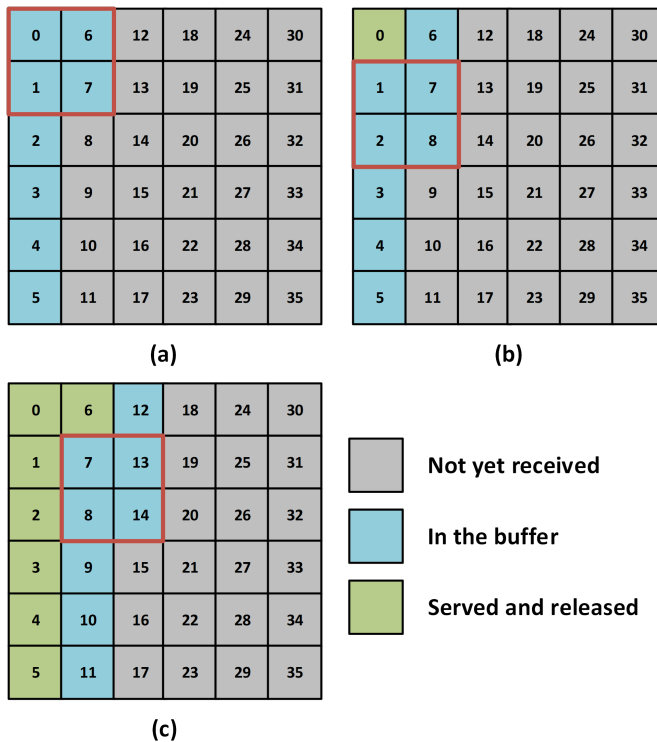 0 6 12 18 24 30
1 7 13 19 25 31
2 8 14 20 26 32
3 9 15 21 27 33
4 10 16 22 28 34
5 11 17 23 29 35
(a)
0 6 12 18 24 30
1 7 13 19 25 31
2 8 14 20 26 32
3 9 15 21 27 33
4 10 16 22 28 34
5 11 17 23 29 35
(b)
0 6 12 18 24 30
1 7 13 19 25 31
2 8 14 20 26 32
3 9 15 21 27 33
4 10 16 22 28 34
5 11 17 23 29 35
(c)
Not yet received
In the buffer
Served and released